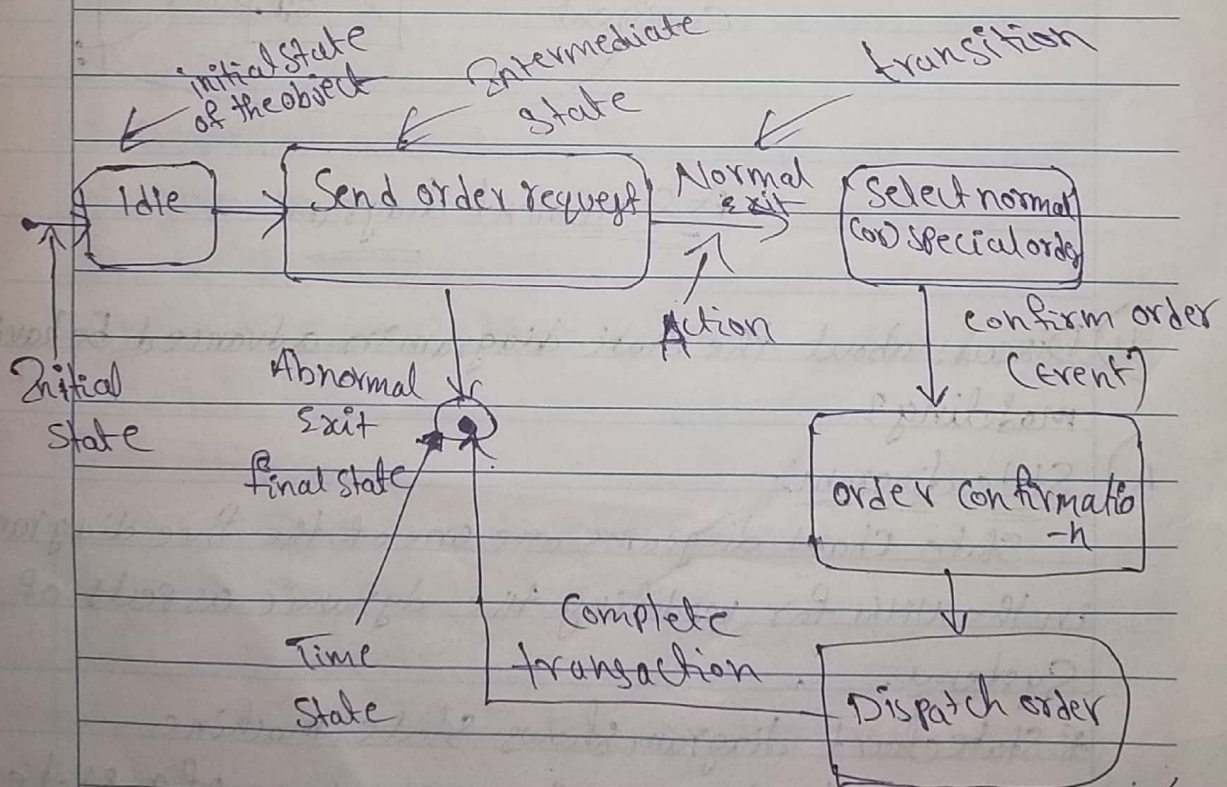 initial state
of the object
Intermediate
state
transition
Idle
Send order request
Normal
Exit
Select normal
(or) special order
Action
confirm order
(Event)
Initial
state
Abnormal
Exit
final state
order confirmatio
-n
Time
State
Complete
transaction
Dispatch order